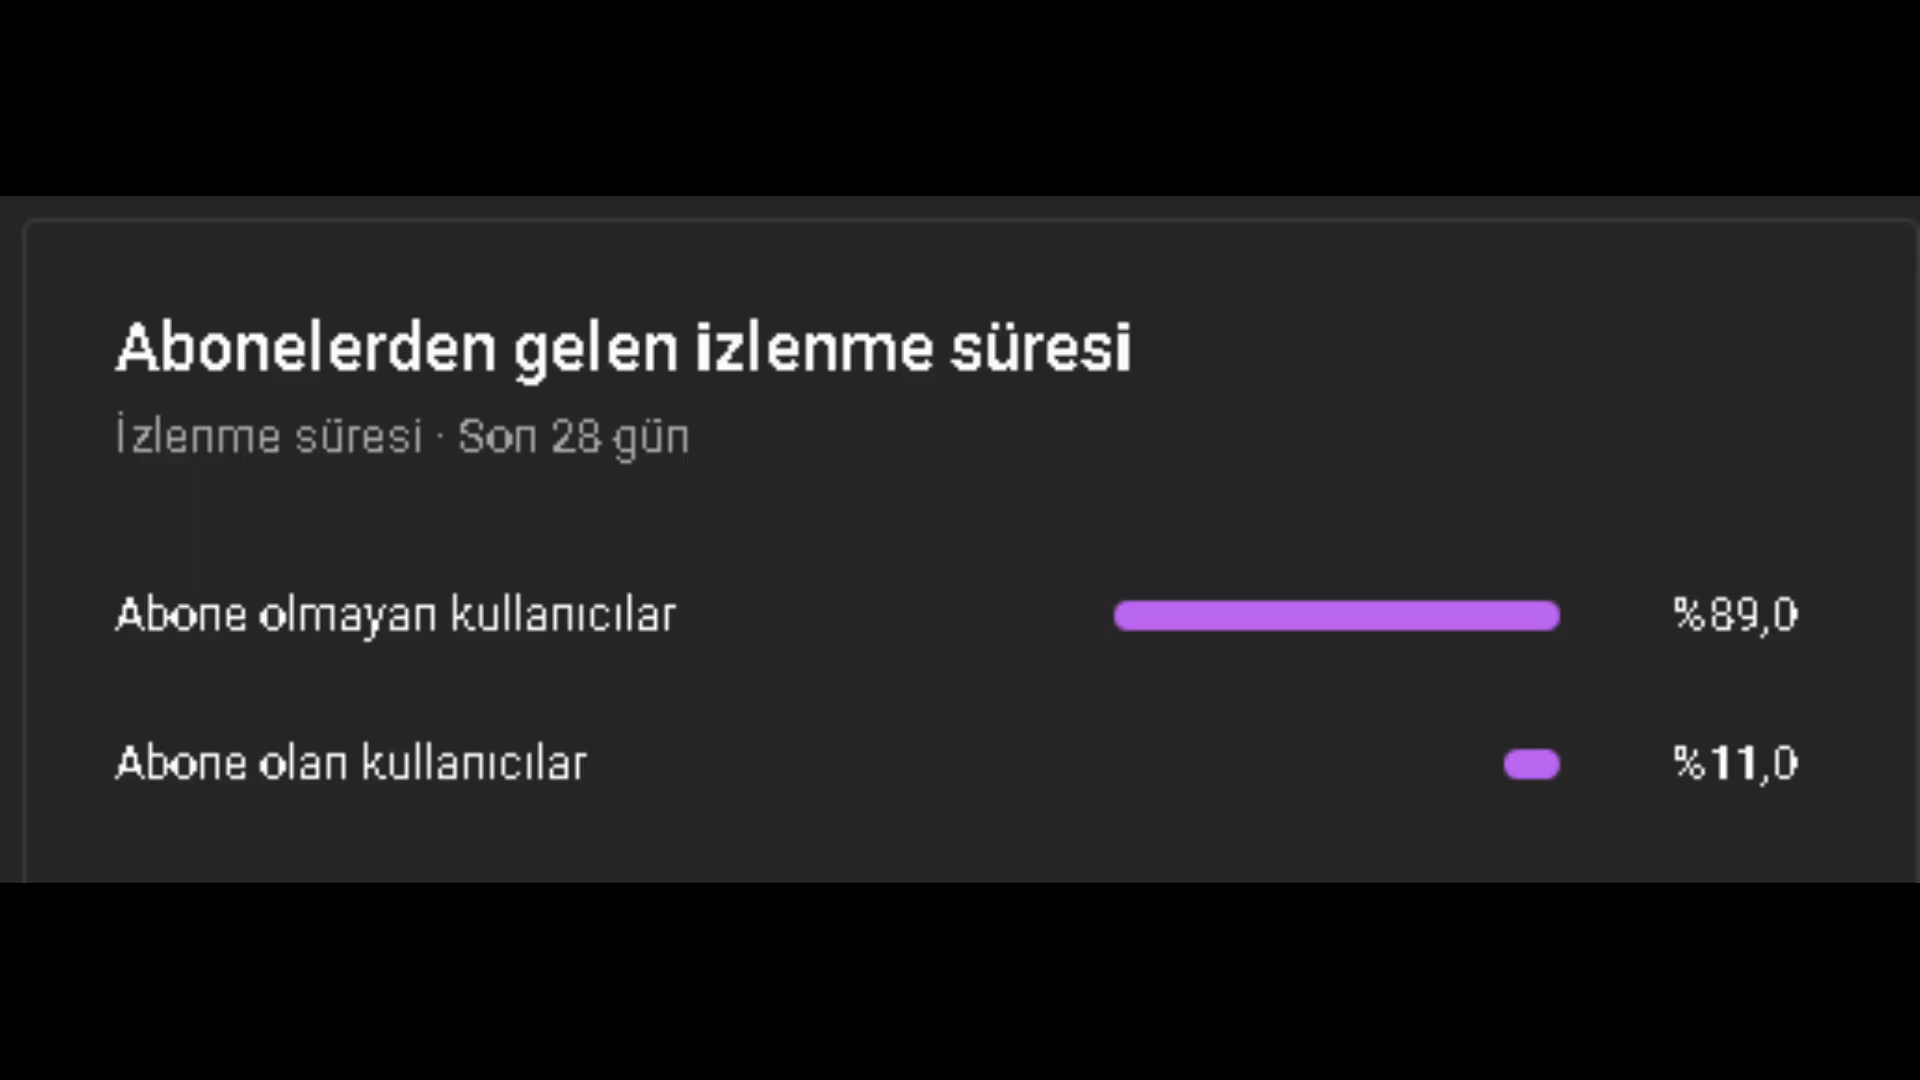 Abonelerden gelen izlenme süresi
İzlenme süresi · Son 28 gün
Abone olmayan kullanıcılar %89,0
Abone olan kullanıcılar %11,0